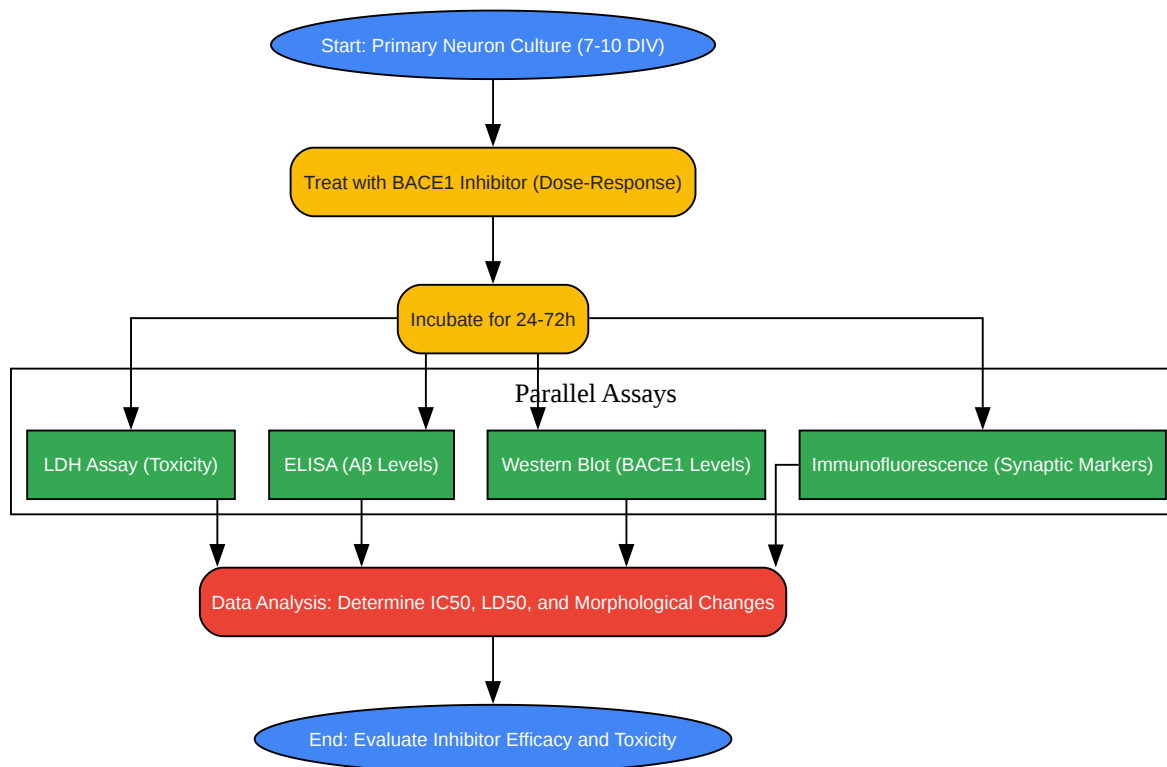 Start: Primary Neuron Culture (7-10 DIV)
Treat with BACE1 Inhibitor (Dose-Response)
Incubate for 24-72h
Parallel Assays
LDH Assay (Toxicity)
ELISA (Aβ Levels)
Western Blot (BACE1 Levels)
Immunofluorescence (Synaptic Markers)
Data Analysis: Determine IC50, LD50, and Morphological Changes
End: Evaluate Inhibitor Efficacy and Toxicity